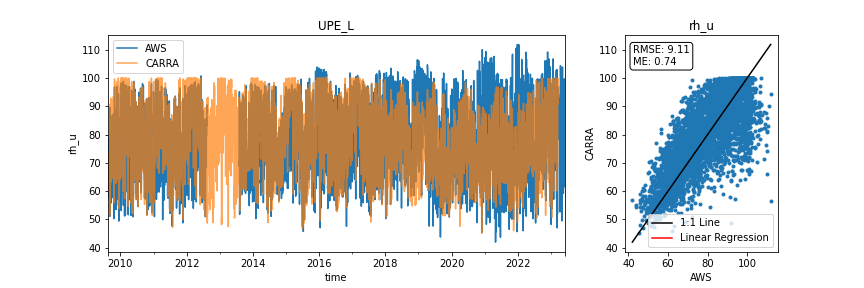 UPE_L
rh_u
110
100
90
80
70
60
50
40
AWS
CARRA
2010
2012
2014
2016
2018
2020
2022
time
rh_u
rh_u
CARRA
110
100
90
80
70
60
50
40
RMSE: 9.11
ME: 0.74
1:1 Line
Linear Regression
40
60
80
100
AWS